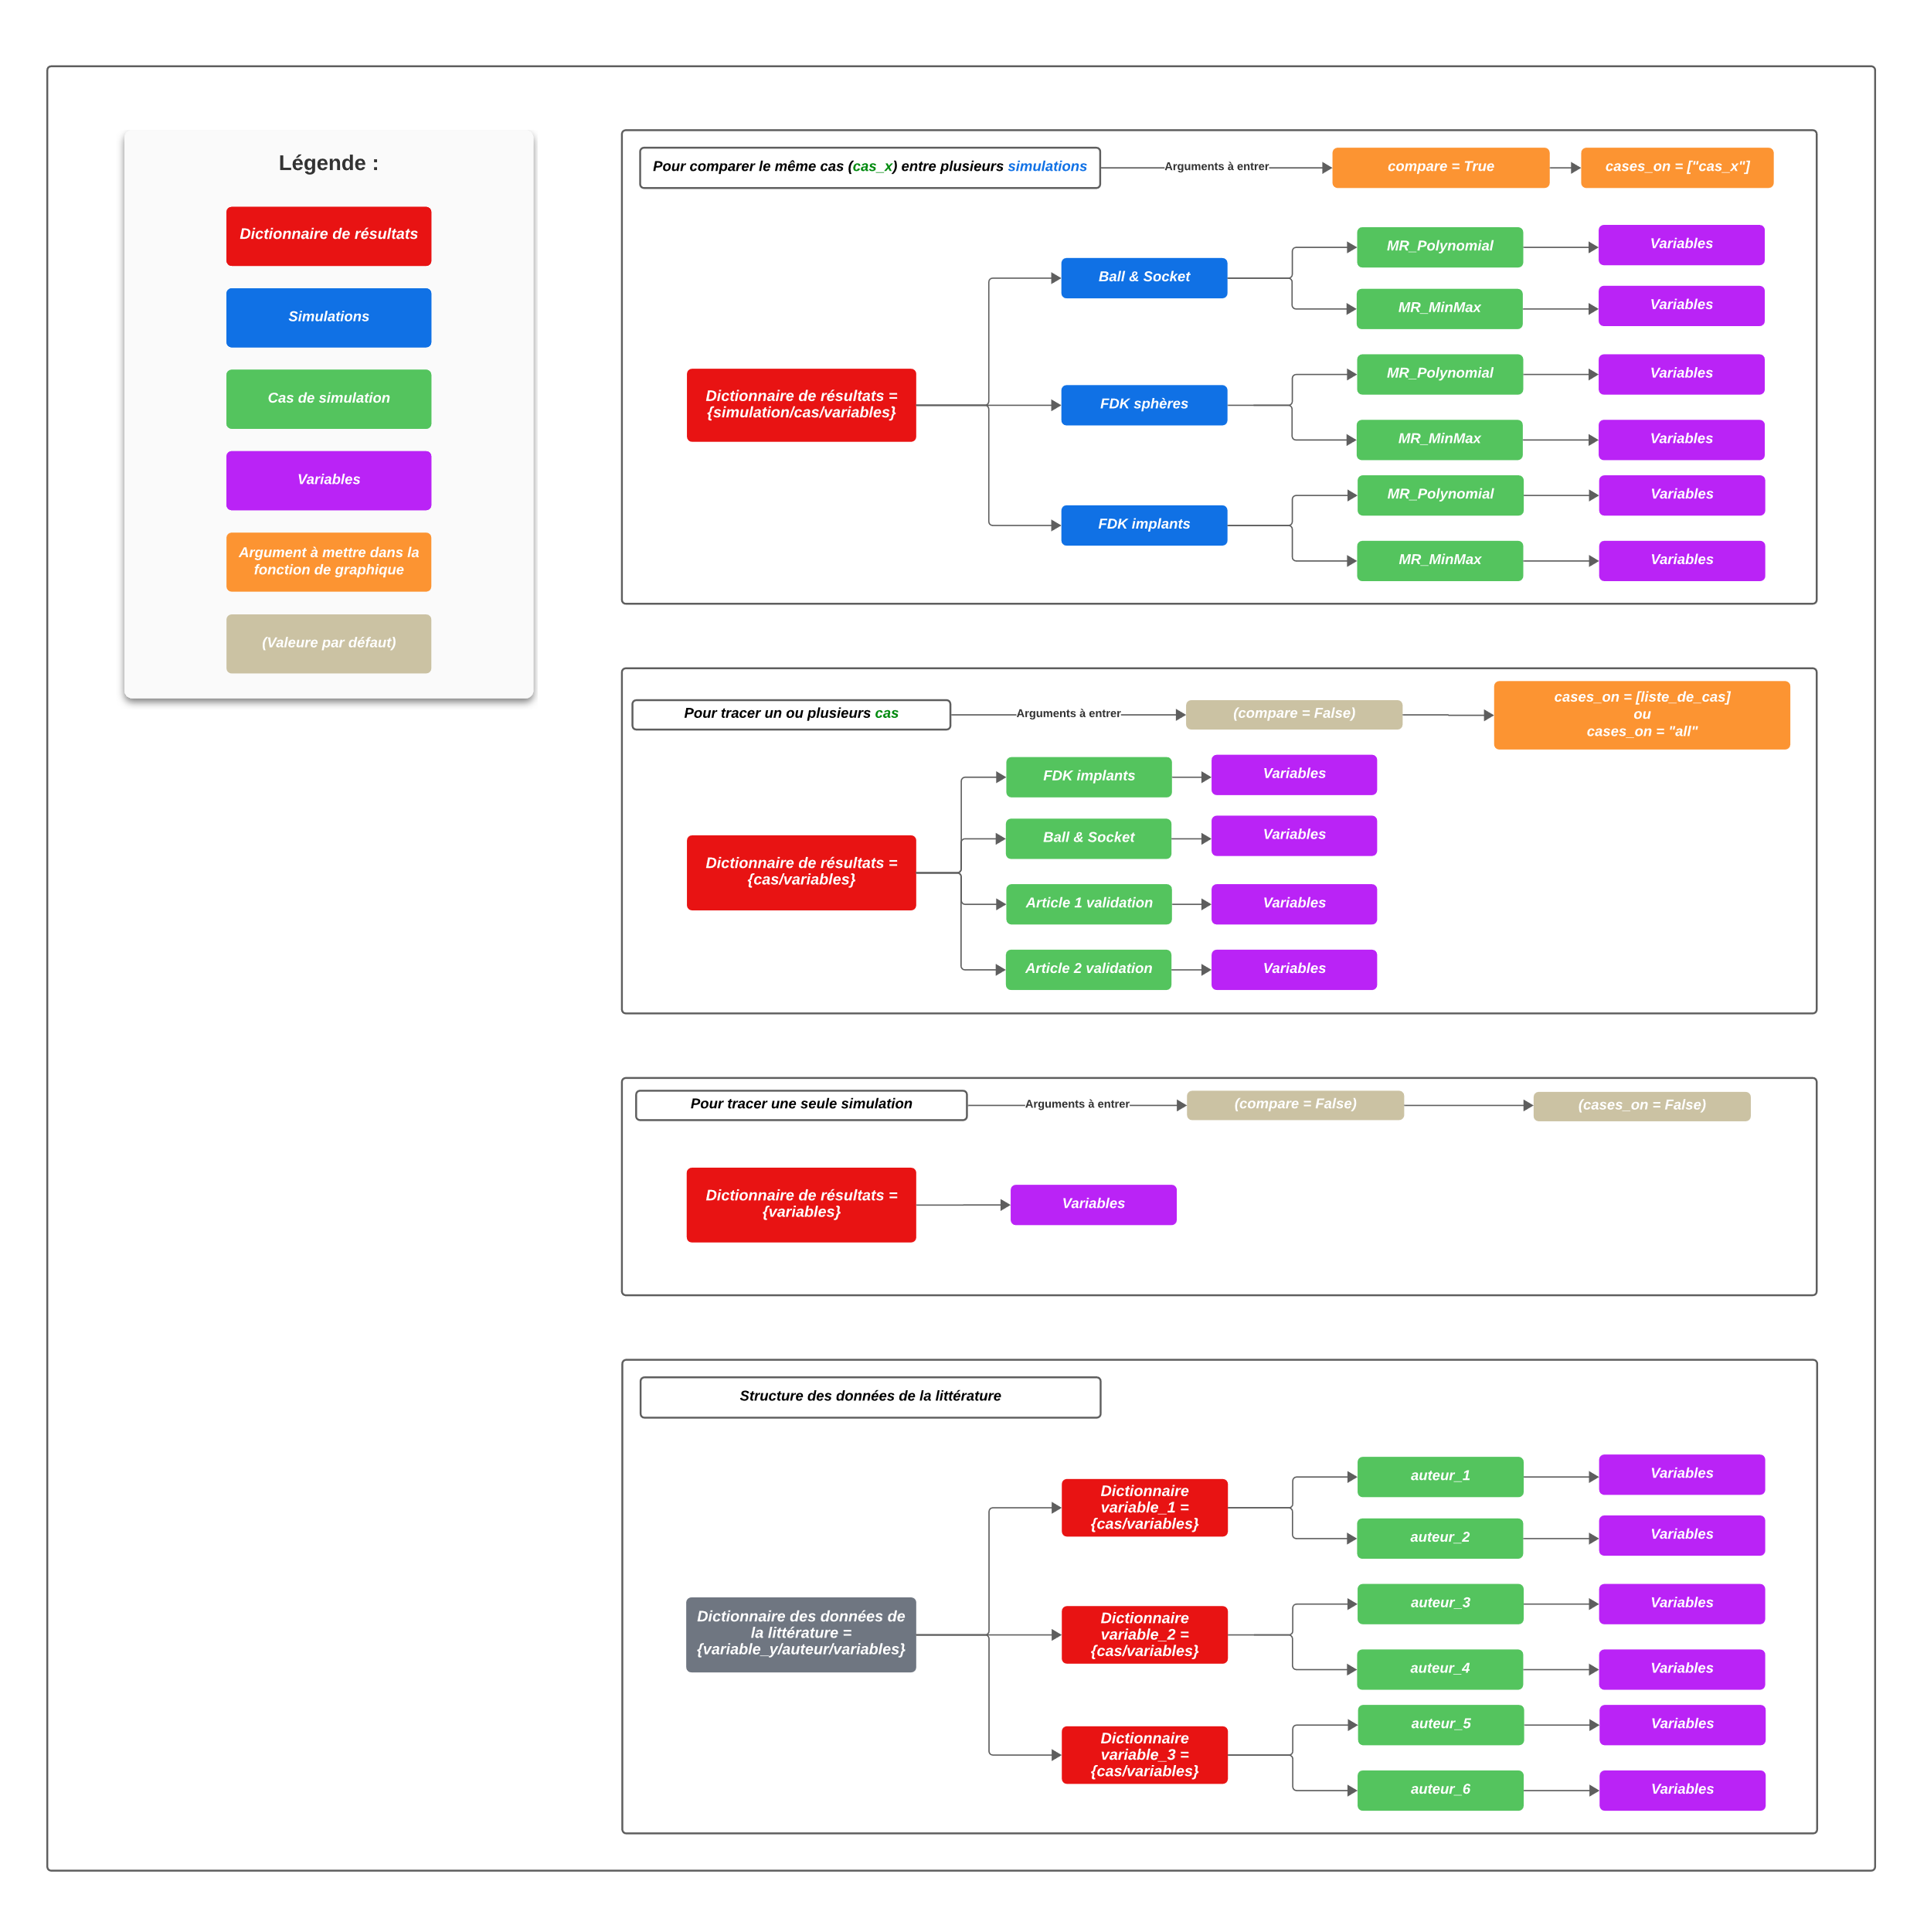 Légende :
Dictionnaire de résultats
Simulations
Cas de simulation
Variables
Argument à mettre dans la
fonction de graphique
(Valeure par défaut)
Pour comparer le même cas (cas_x) entre plusieurs simulations
Arguments à entrer
compare = True
cases_on = ["cas_x"]
Dictionnaire de résultats =
{simulation/cas/variables}
Ball & Socket
MR_Polynomial
Variables
MR_MinMax
Variables
FDK sphères
MR_Polynomial
Variables
MR_MinMax
Variables
FDK implants
MR_Polynomial
Variables
MR_MinMax
Variables
Pour tracer un ou plusieurs cas
Arguments à entrer
(compare = False)
cases_on = [liste_de_cas]
ou
cases_on = "all"
Dictionnaire de résultats =
{cas/variables}
FDK implants
Variables
Ball & Socket
Variables
Article 1 validation
Variables
Article 2 validation
Variables
Pour tracer une seule simulation
Arguments à entrer
(compare = False)
(cases_on = False)
Dictionnaire de résultats =
{variables}
Variables
Structure des données de la littérature
Dictionnaire des données de
la littérature =
{variable_y/auteur/variables}
Dictionnaire
variable_1 =
{cas/variables}
auteur_1
Variables
auteur_2
Variables
Dictionnaire
variable_2 =
{cas/variables}
auteur_3
Variables
auteur_4
Variables
Dictionnaire
variable_3 =
{cas/variables}
auteur_5
Variables
auteur_6
Variables